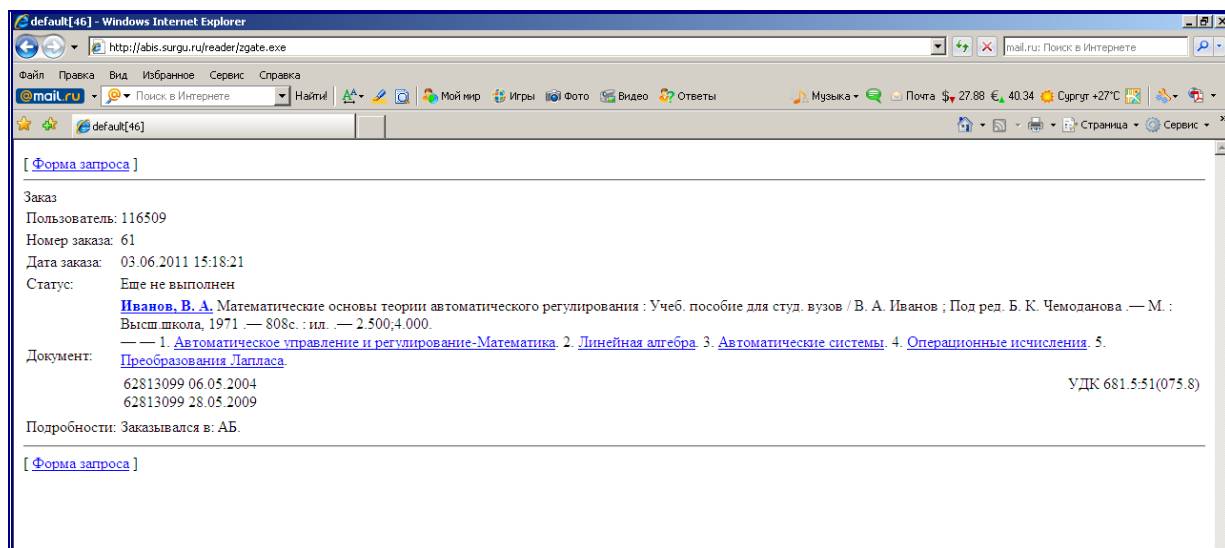 default[46] - Windows Internet Explorer
http://abis.surgu.ru/reader/zgate.exe
mail.ru: Поиск в Интернете
Файл Правка Вид Избранное Сервис Справка
@mail.ru Поиск в Интернете Найти! Мой мир Игры Фото Видео Ответы Музыка Почта $ 27.88 € 40.34 Сургут +27°C
default[46] Страница Сервис
[ Форма запроса ]
Заказ
Пользователь: 116509
Номер заказа: 61
Дата заказа: 03.06.2011 15:18:21
Статус: Еще не выполнен
Документ: Иванов, В. А. Математические основы теории автоматического регулирования : Учеб. пособие для студ. вузов / В. А. Иванов ; Под ред. Б. К. Чемоданова .— М. :
Высш.школа, 1971 .— 808с. : ил. .— 2.500;4.000.
— — 1. Автоматическое управление и регулирование-Математика. 2. Линейная алгебра. 3. Автоматические системы. 4. Операционные исчисления. 5.
Преобразования Лапласа.
62813099 06.05.2004 УДК 681.5:51(075.8)
62813099 28.05.2009
Подробности: Заказывался в: АБ.
[ Форма запроса ]